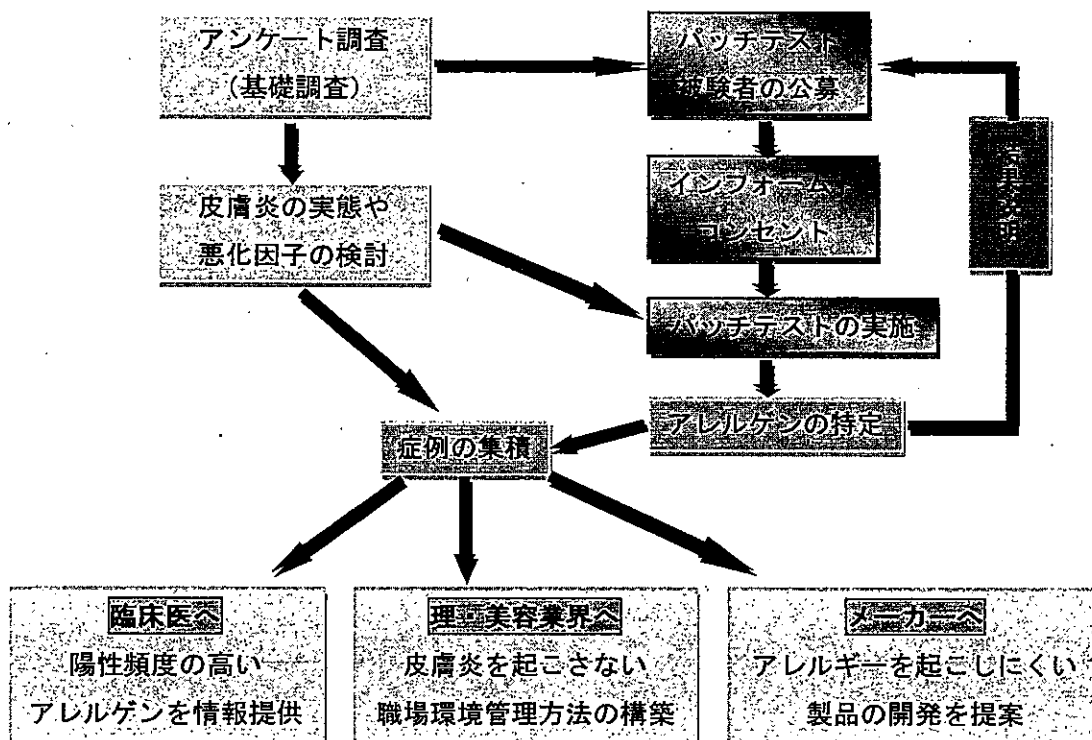 アンケート調査
(基礎調査)
パッチテスト
被験者の公募
皮膚炎の実態や
悪化因子の検討
インフォーム
コンセント
結果説明
パッチテストの実施
アレルゲンの特定
症例の集積
臨床医へ
陽性頻度の高い
アレルゲンを情報提供
理・美容業界へ
皮膚炎を起こさない
職場環境管理方法の構築
メーカーへ
アレルギーを起こしにくい
製品の開発を提案